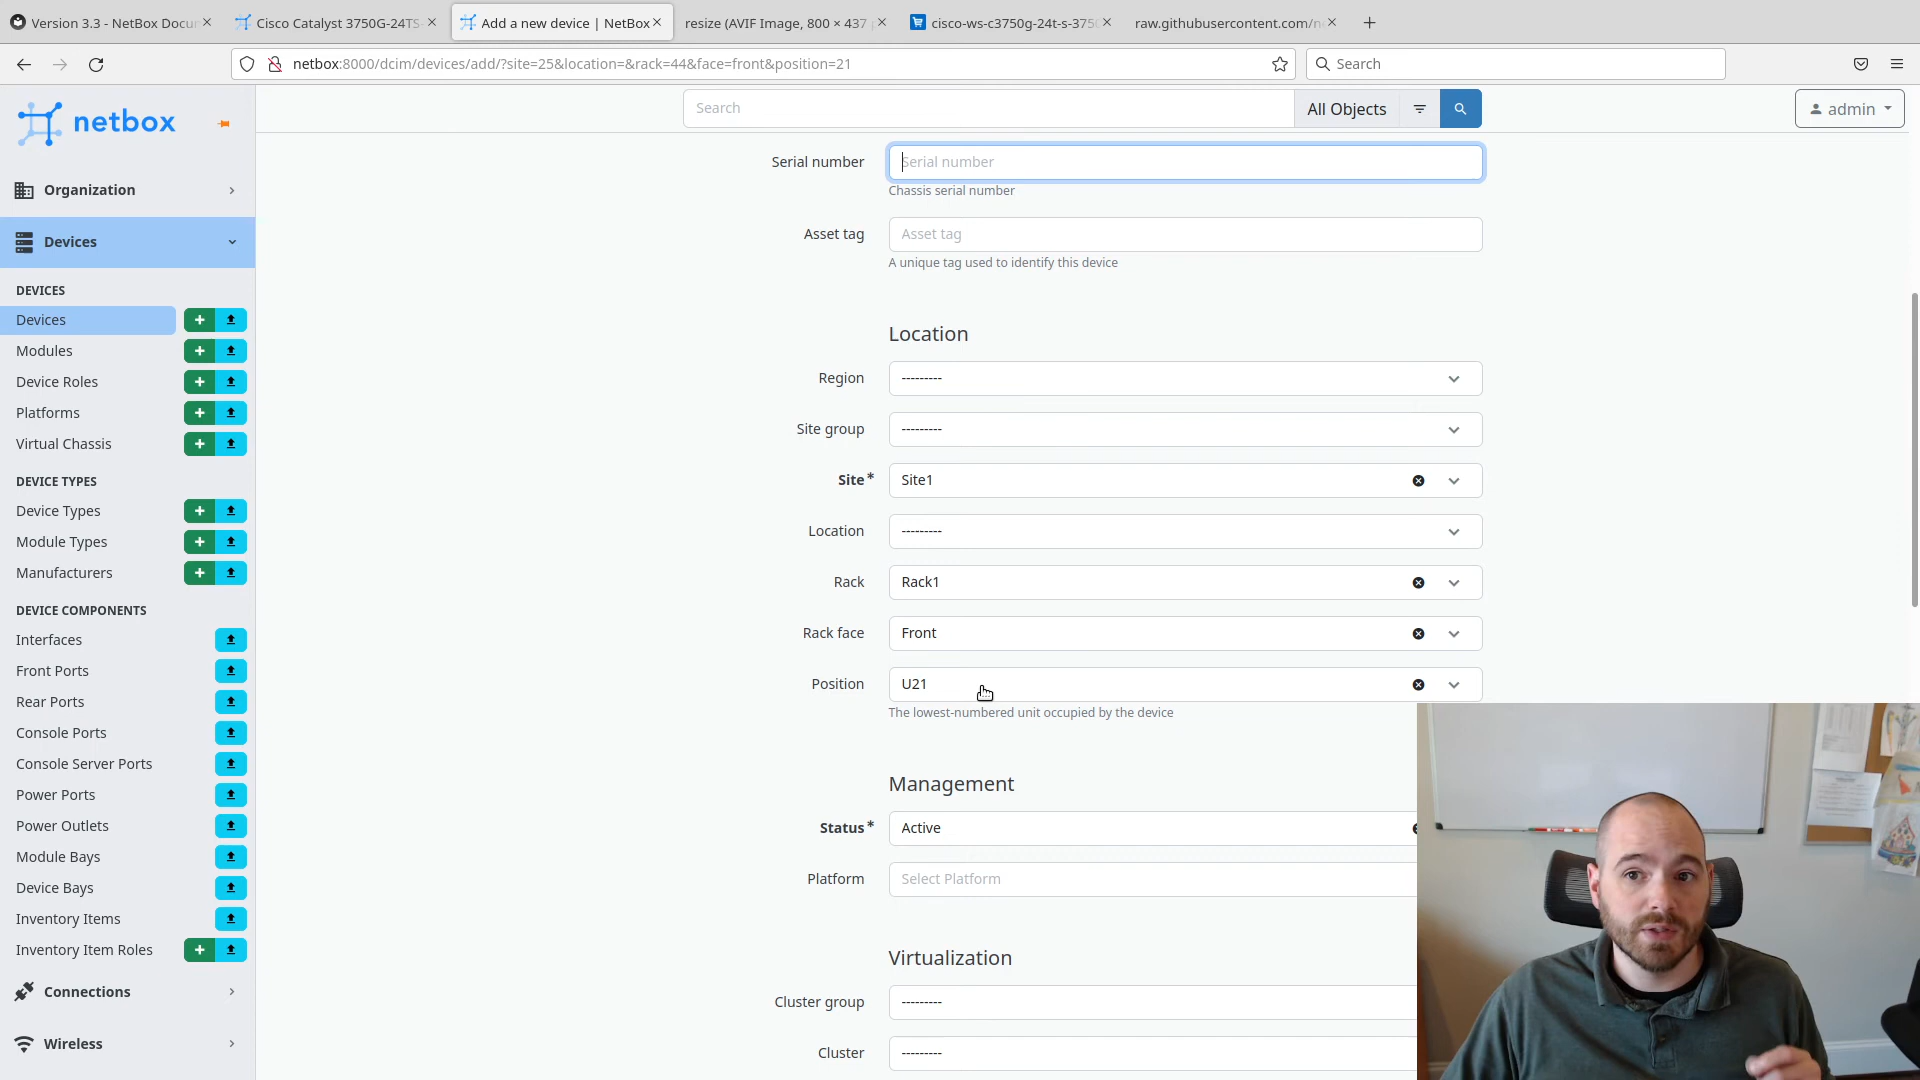 Version 3.3 - NetBox Docu
Cisco Catalyst 3750G-24TS-
Add a new device | NetBox
resize (AVIF Image, 800 × 437 p
cisco-ws-c3750g-24t-s-375
raw.githubusercontent.com/n
netbox:8000/dcim/devices/add/?site=25&location=&rack=44&face=front&position=21
Search
netbox
Search
All Objects
admin
Organization
Devices
DEVICES
Devices
Modules
Device Roles
Platforms
Virtual Chassis
DEVICE TYPES
Device Types
Module Types
Manufacturers
DEVICE COMPONENTS
Interfaces
Front Ports
Rear Ports
Console Ports
Console Server Ports
Power Ports
Power Outlets
Module Bays
Device Bays
Inventory Items
Inventory Item Roles
Connections
Wireless
Serial number
Serial number
Chassis serial number
Asset tag
Asset tag
A unique tag used to identify this device
Location
Region
---------
Site group
---------
Site*
Site1
Location
---------
Rack
Rack1
Rack face
Front
Position
U21
The lowest-numbered unit occupied by the device
Management
Status*
Active
Platform
Select Platform
Virtualization
Cluster group
---------
Cluster
---------